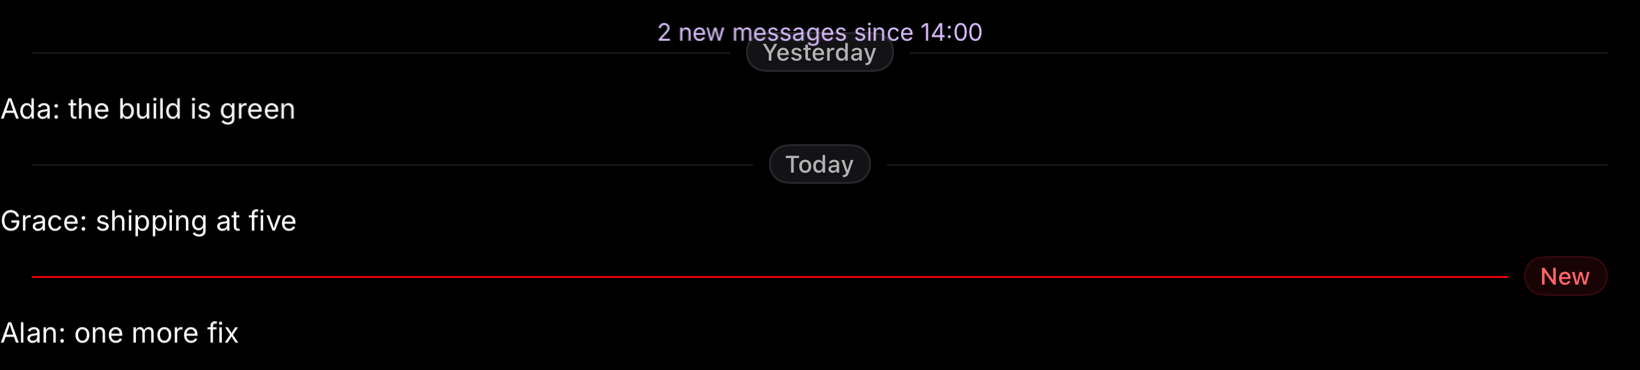 2 new messages since 14:00
Yesterday
Ada: the build is green
Today
Grace: shipping at five
New
Alan: one more fix